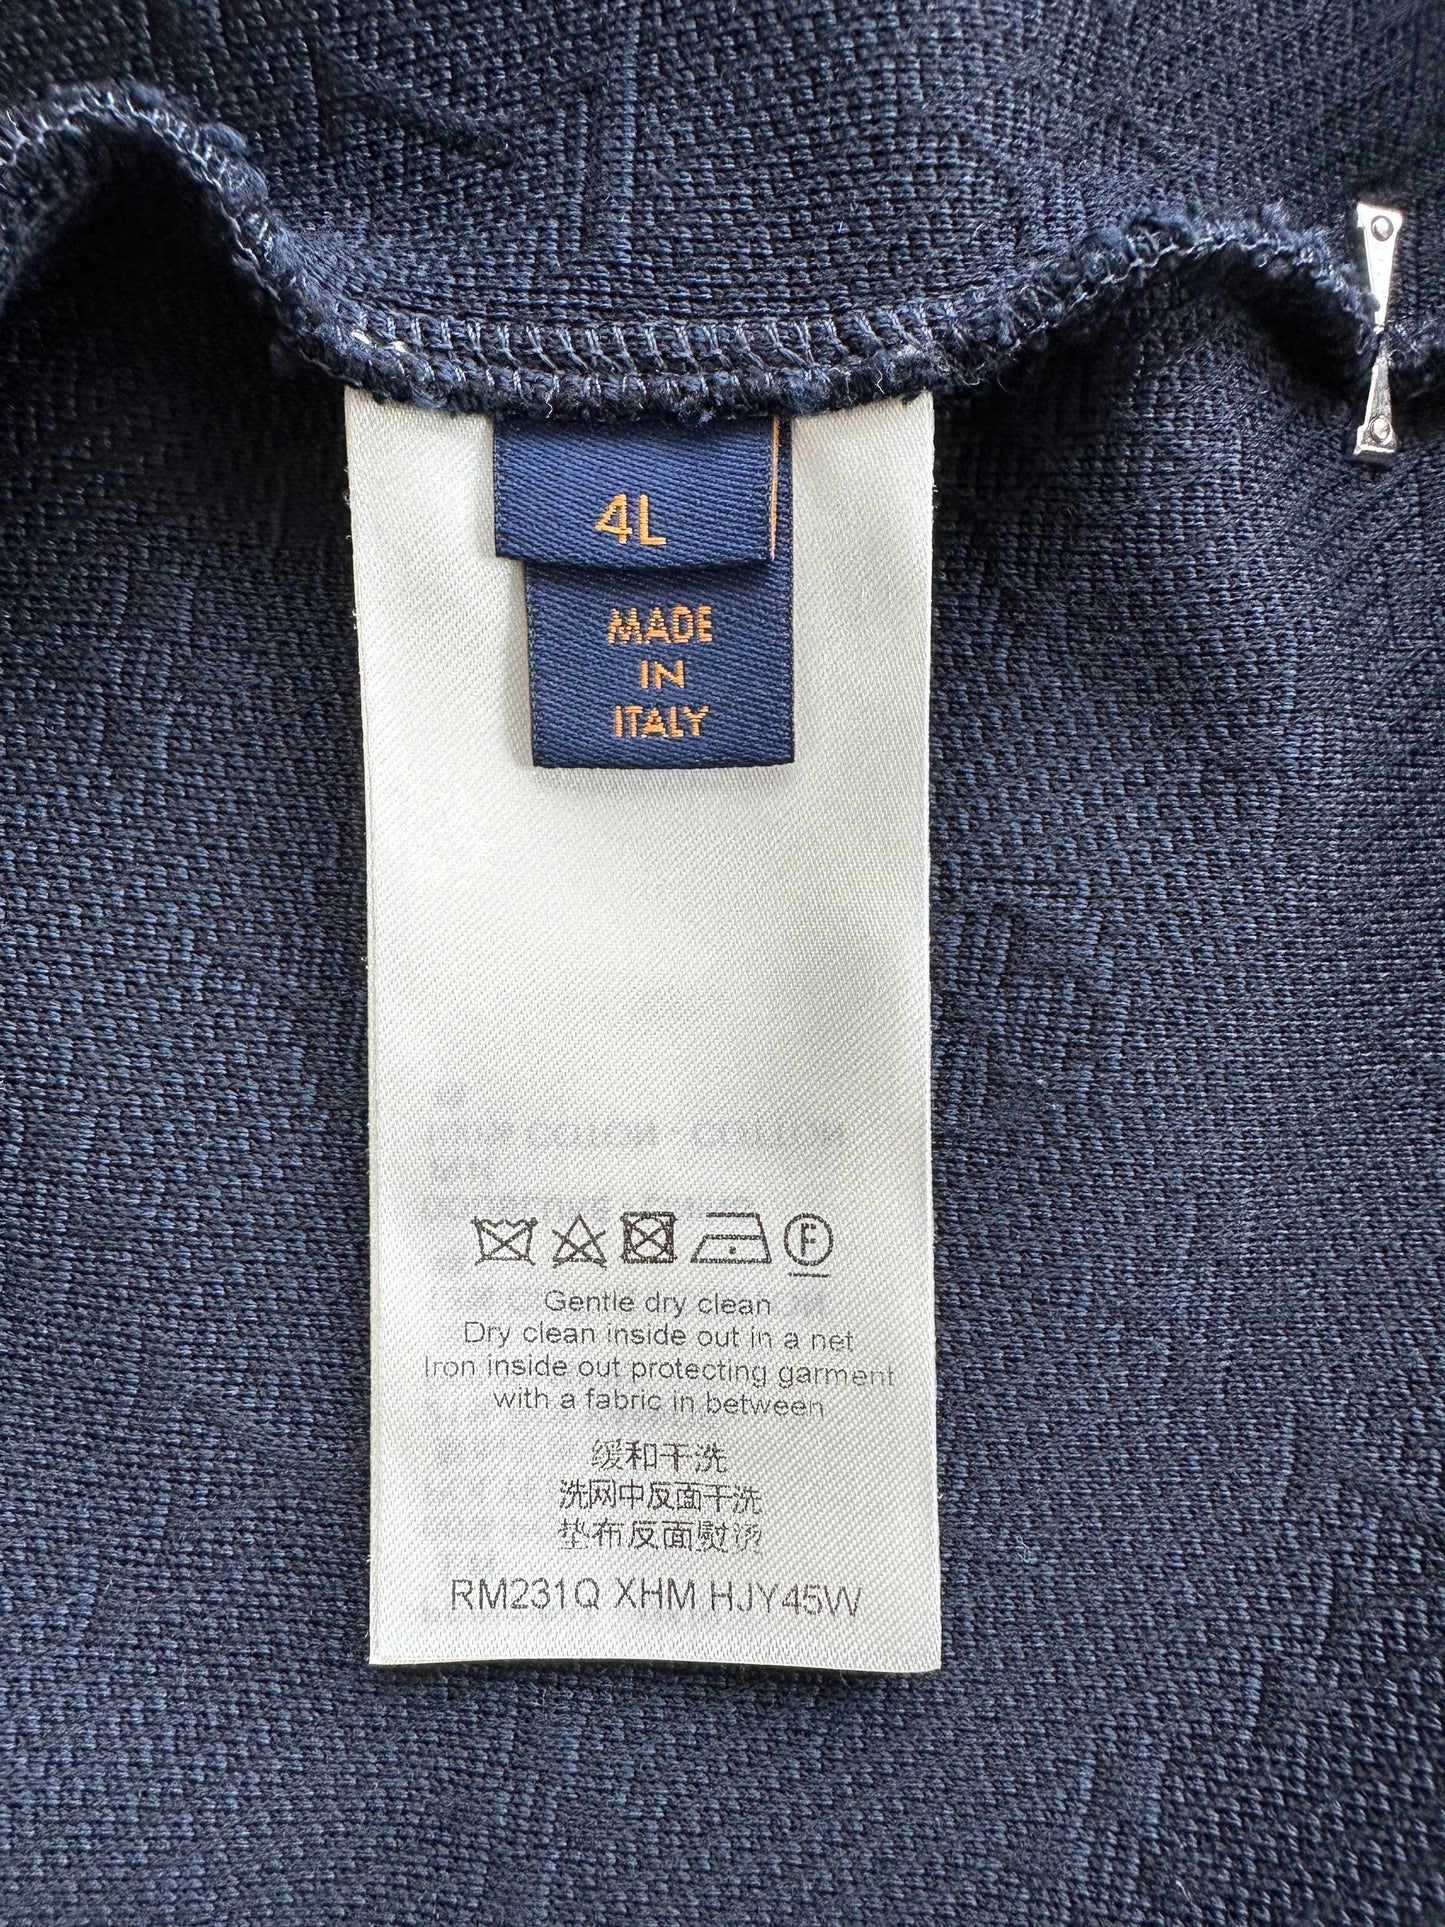 4L
MADE
IN
ITALY
F
Gentle dry clean
Dry clean inside out in a net
Iron inside out protecting garment
with a fabric in between
缓和干洗
洗网中反面干洗
垫布反面熨烫
RM231Q XHM HJY45W